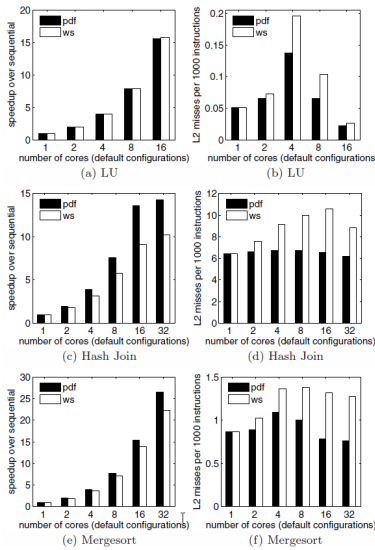 speedup over sequential
20
15
10
5
0
pdf
ws
1 2 4 8 16
number of cores (default configurations)
(a) LU
L2 misses per 1000 instructions
0.2
0.15
0.1
0.05
0
pdf
ws
1 2 4 8 16
number of cores (default configurations)
(b) LU
speedup over sequential
15
10
5
0
pdf
ws
1 2 4 8 16 32
number of cores (default configurations)
(c) Hash Join
L2 misses per 1000 instructions
12
10
8
6
4
2
0
pdf
ws
1 2 4 8 16 32
number of cores (default configurations)
(d) Hash Join
speedup over sequential
30
25
20
15
10
5
0
pdf
ws
1 2 4 8 16 32
number of cores (default configurations)
(e) Mergesort
L2 misses per 1000 instructions
1.5
1
0.5
0
pdf
ws
1 2 4 8 16 32
number of cores (default configurations)
(f) Mergesort